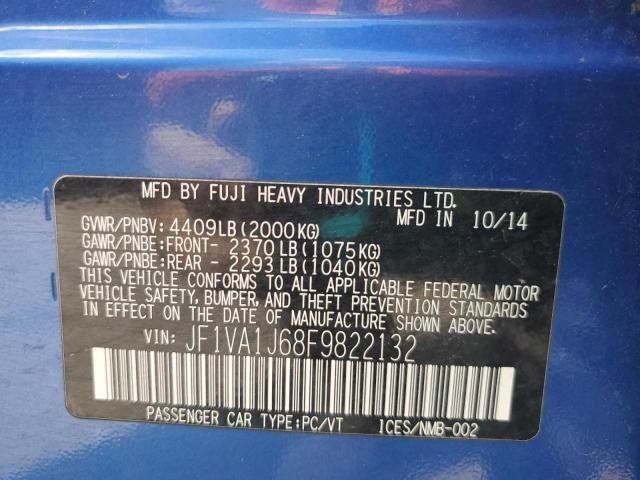 MFD BY FUJI HEAVY INDUSTRIES LTD.
MFD IN 10/14
GVWR/PNBV: 4409LB (2000KG)
GAWR/PNBE:FRONT- 2370LB (1075KG)
GAWR/PNBE:REAR - 2293LB (1040KG)
THIS VEHICLE CONFORMS TO ALL APPLICABLE FEDERAL MOTOR
VEHICLE SAFETY, BUMPER, AND THEFT PREVENTION STANDARDS
IN EFFECT ON THE DATE OF MANUFACTURE SHOWN ABOVE.
VIN: JF1VA1J68F9822132
PASSENGER CAR TYPE:PC/VT 1CES/NMB-002